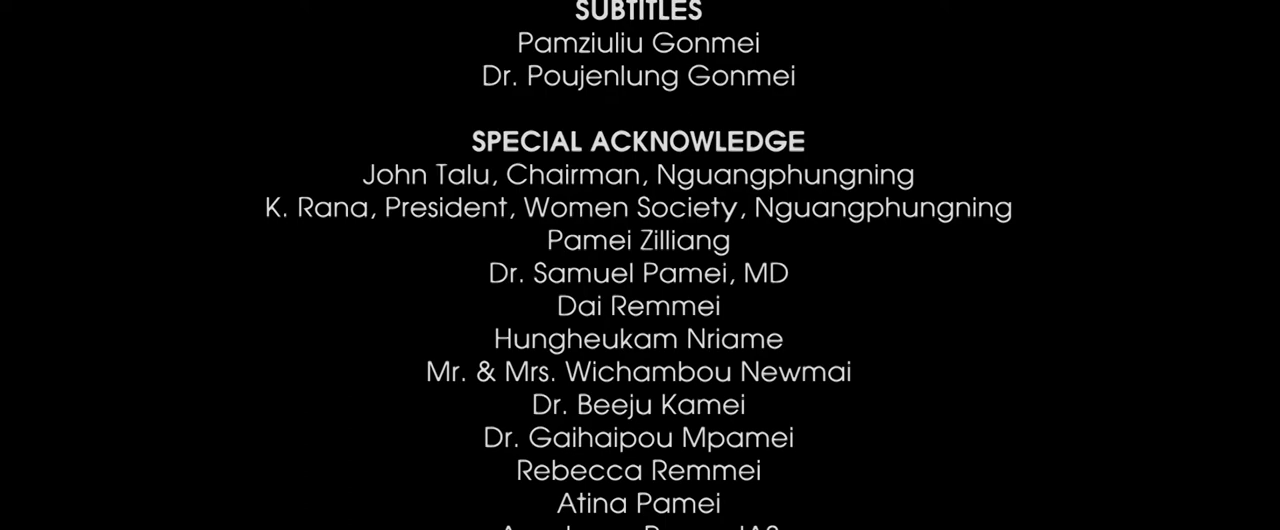 SUBTITLES
Pamziuliu Gonmei
Dr. Poujenlung Gonmei
SPECIAL ACKNOWLEDGE
John Talu, Chairman, Nguangphungning
K. Rana, President, Women Society, Nguangphungning
Pamei Zilliang
Dr. Samuel Pamei, MD
Dai Remmei
Hungheukam Nriame
Mr. & Mrs. Wichambou Newmai
Dr. Beeju Kamei
Dr. Gaihaipou Mpamei
Rebecca Remmei
Atina Pamei